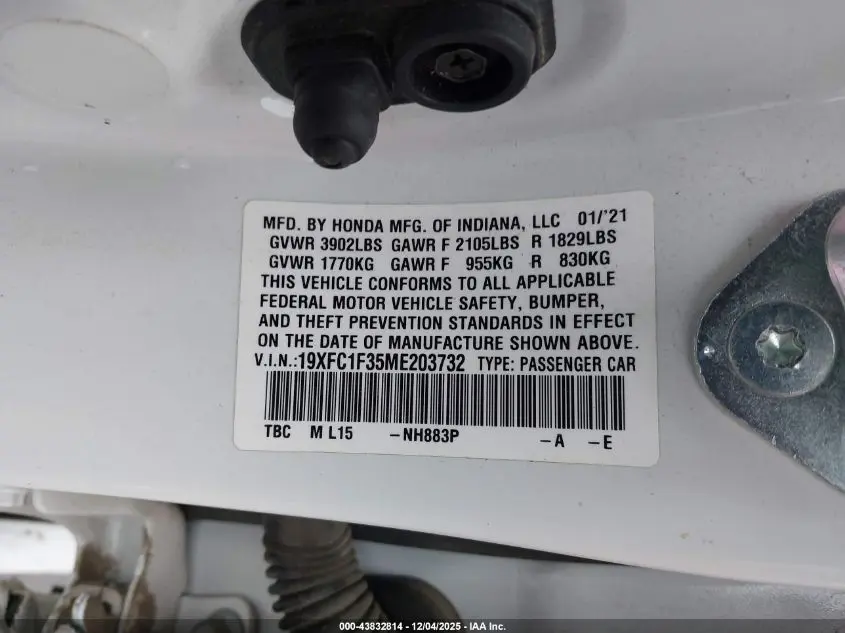 MFD. BY HONDA MFG. OF INDIANA, LLC 01/'21
GVWR 3902LBS GAWR F 2105LBS R 1829LBS
GVWR 1770KG GAWR F 955KG R 830KG
THIS VEHICLE CONFORMS TO ALL APPLICABLE
FEDERAL MOTOR VEHICLE SAFETY, BUMPER,
AND THEFT PREVENTION STANDARDS IN EFFECT
ON THE DATE OF MANUFACTURE SHOWN ABOVE.
V.I.N.:19XFC1F35ME203732 TYPE: PASSENGER CAR
TBC M L15 -NH883P -A -E
000-43832814 - 12/04/2025 - IAA Inc.